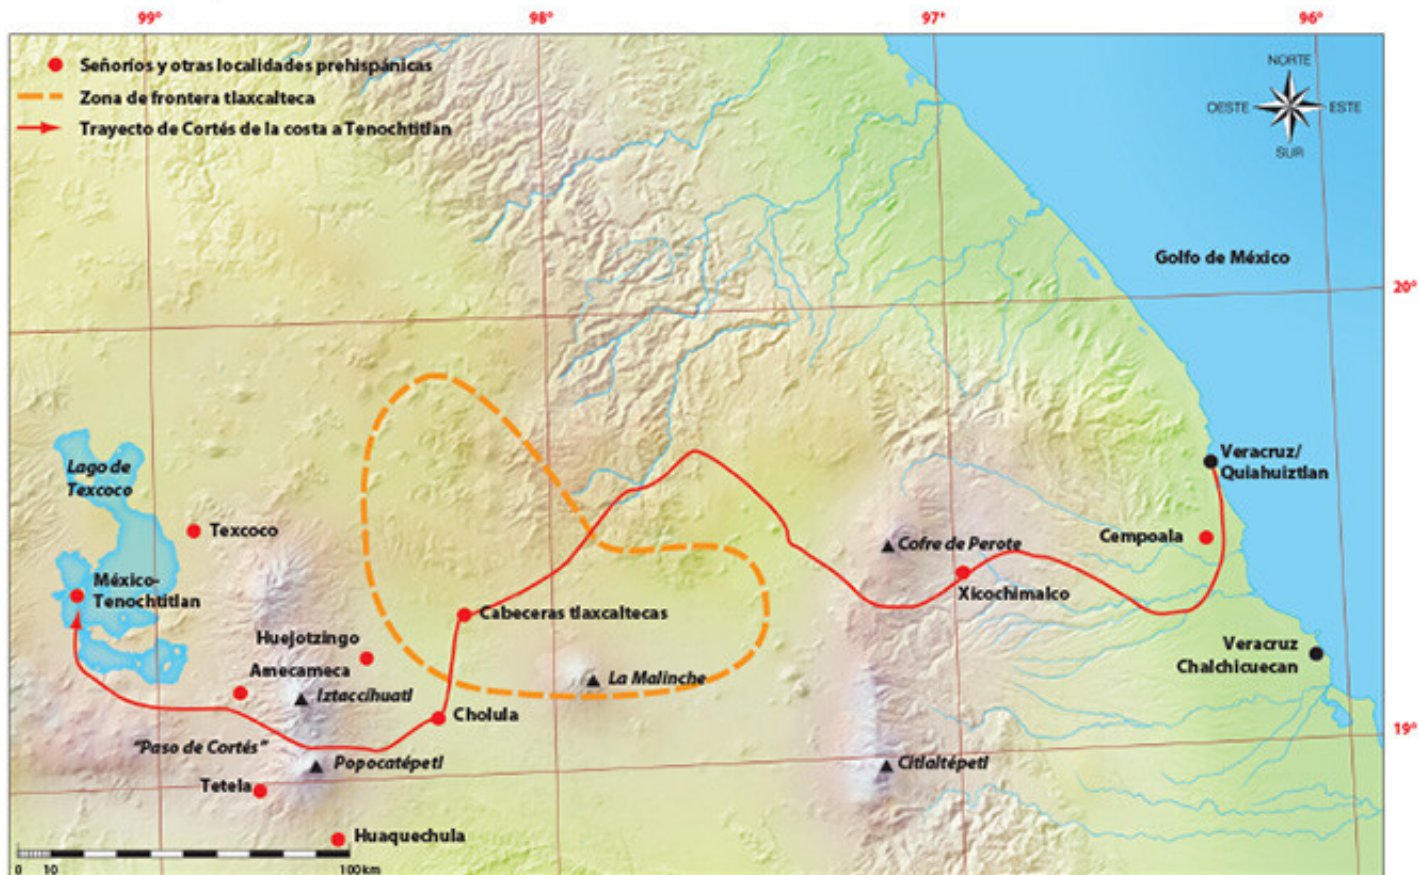 99°
98°
97°
96°
Señoríos y otras localidades prehispánicas
Zona de frontera tlaxcalteca
Trayecto de Cortés de la costa a Tenochtitlan
NORTE
OESTE
ESTE
SUR
Golfo de México
20°
Lago de
Texcoco
Texcoco
México-
Tenochtitlan
Veracruz/
Quiahuiztlan
Cempoala
Cofre de Perote
Xicochimalco
Cabeceras tlaxcaltecas
Huejotzingo
Amecameca
Iztaccíhuatl
La Malinche
Veracruz
Chalchicuecan
Cholula
"Paso de Cortés"
Popocatépetl
Citlaltépetl
19°
Tetela
Huaquechula
0
10
100km